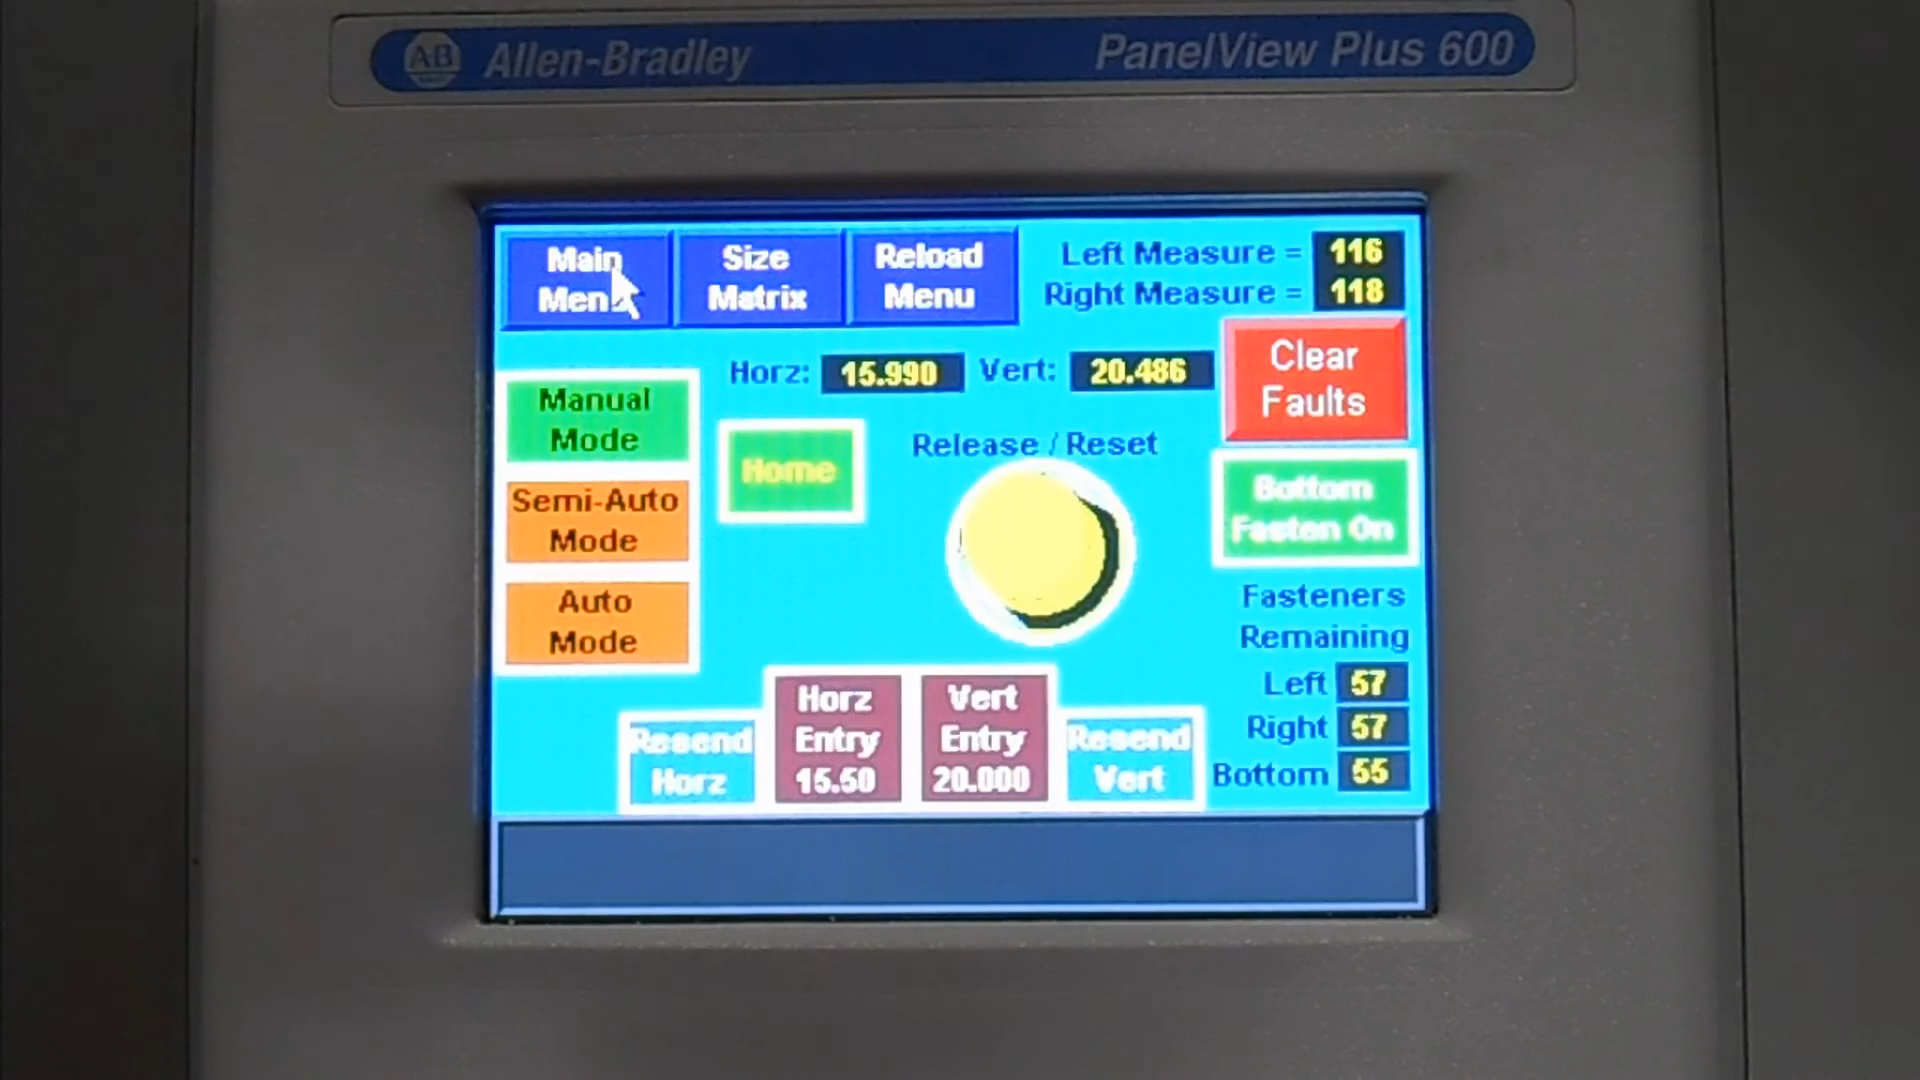 AB Allen-Bradley
PanelView Plus 600
Main
Menu
Size
Matrix
Reload
Menu
Left Measure = 116
Right Measure = 118
Horz: 15.990 Vert: 20.486
Clear
Faults
Manual
Mode
Semi-Auto
Mode
Auto
Mode
Home
Release / Reset
Bottom
Fasten On
Fasteners
Remaining
Left 57
Right 57
Bottom 55
Resend
Horz
Horz
Entry
15.50
Vert
Entry
20.000
Resend
Vert